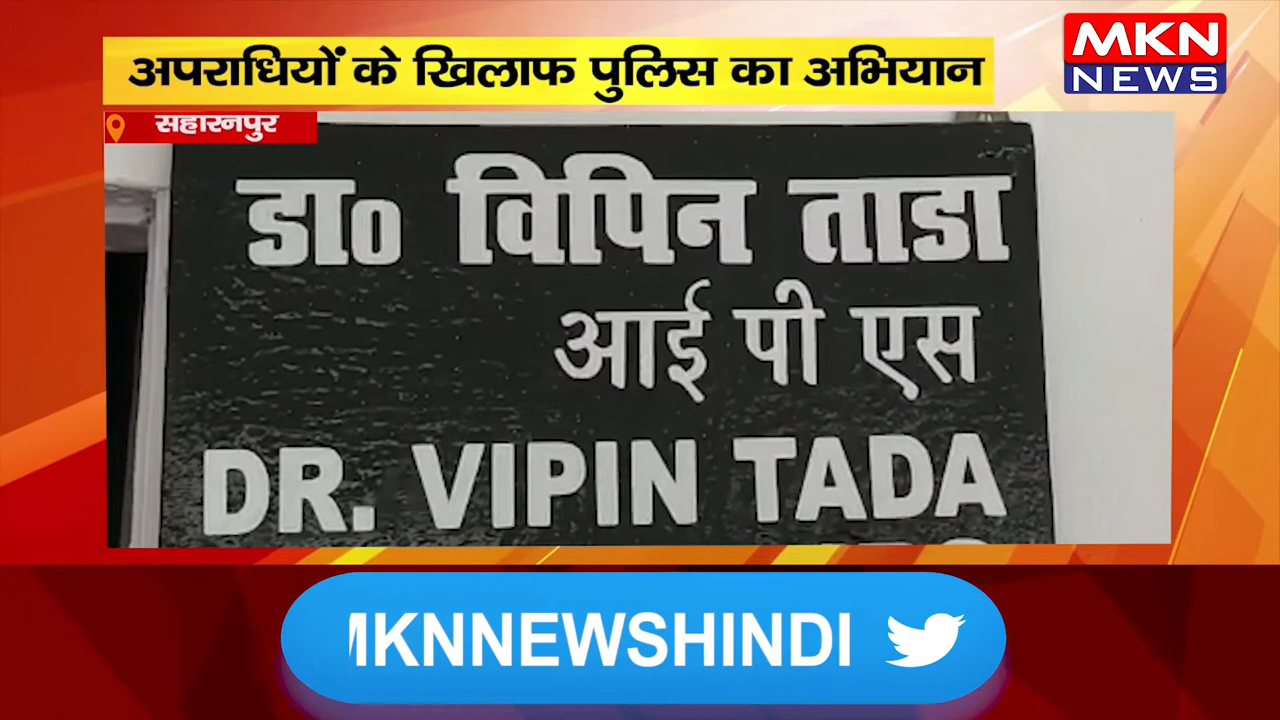 अपराधियों के खिलाफ पुलिस का अभियान
MKN
NEWS
सहारनपुर
डा० विपिन ताडा
आई पी एस
DR. VIPIN TADA
MKNNEWSHINDI